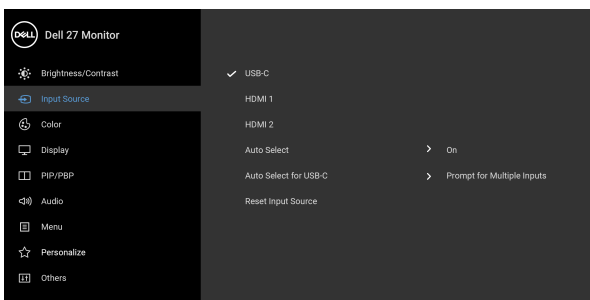 DELL
Dell 27 Monitor
Brightness/Contrast
USB-C
Input Source
HDMI 1
Color
HDMI 2
Display
Auto Select
On
PIP/PBP
Auto Select for USB-C
Prompt for Multiple Inputs
Audio
Reset Input Source
Menu
Personalize
Others